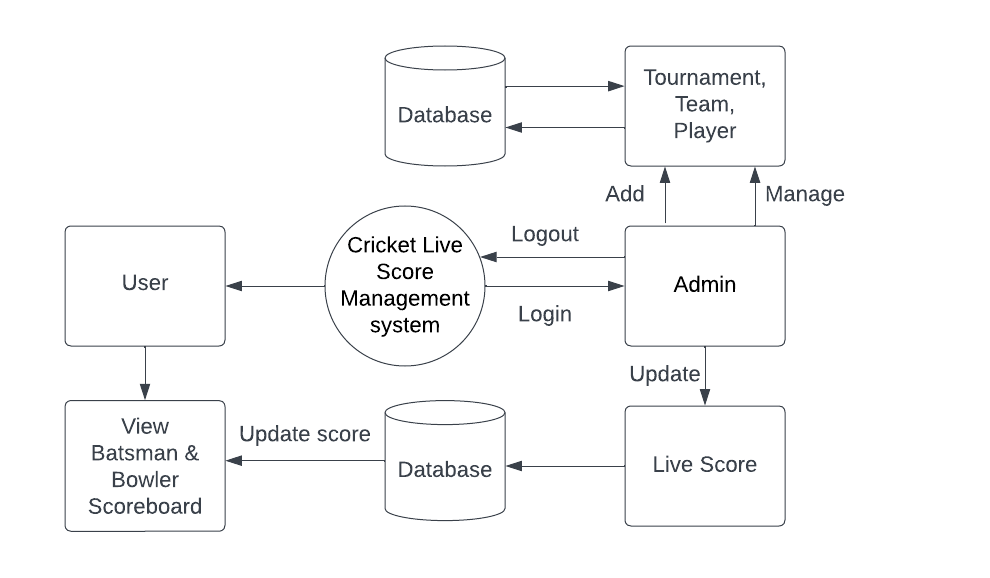 Database
Tournament,
Team,
Player
Add
Manage
User
Cricket Live
Score
Management
system
Logout
Login
Admin
Update
View
Batsman &
Bowler
Scoreboard
Update score
Database
Live Score